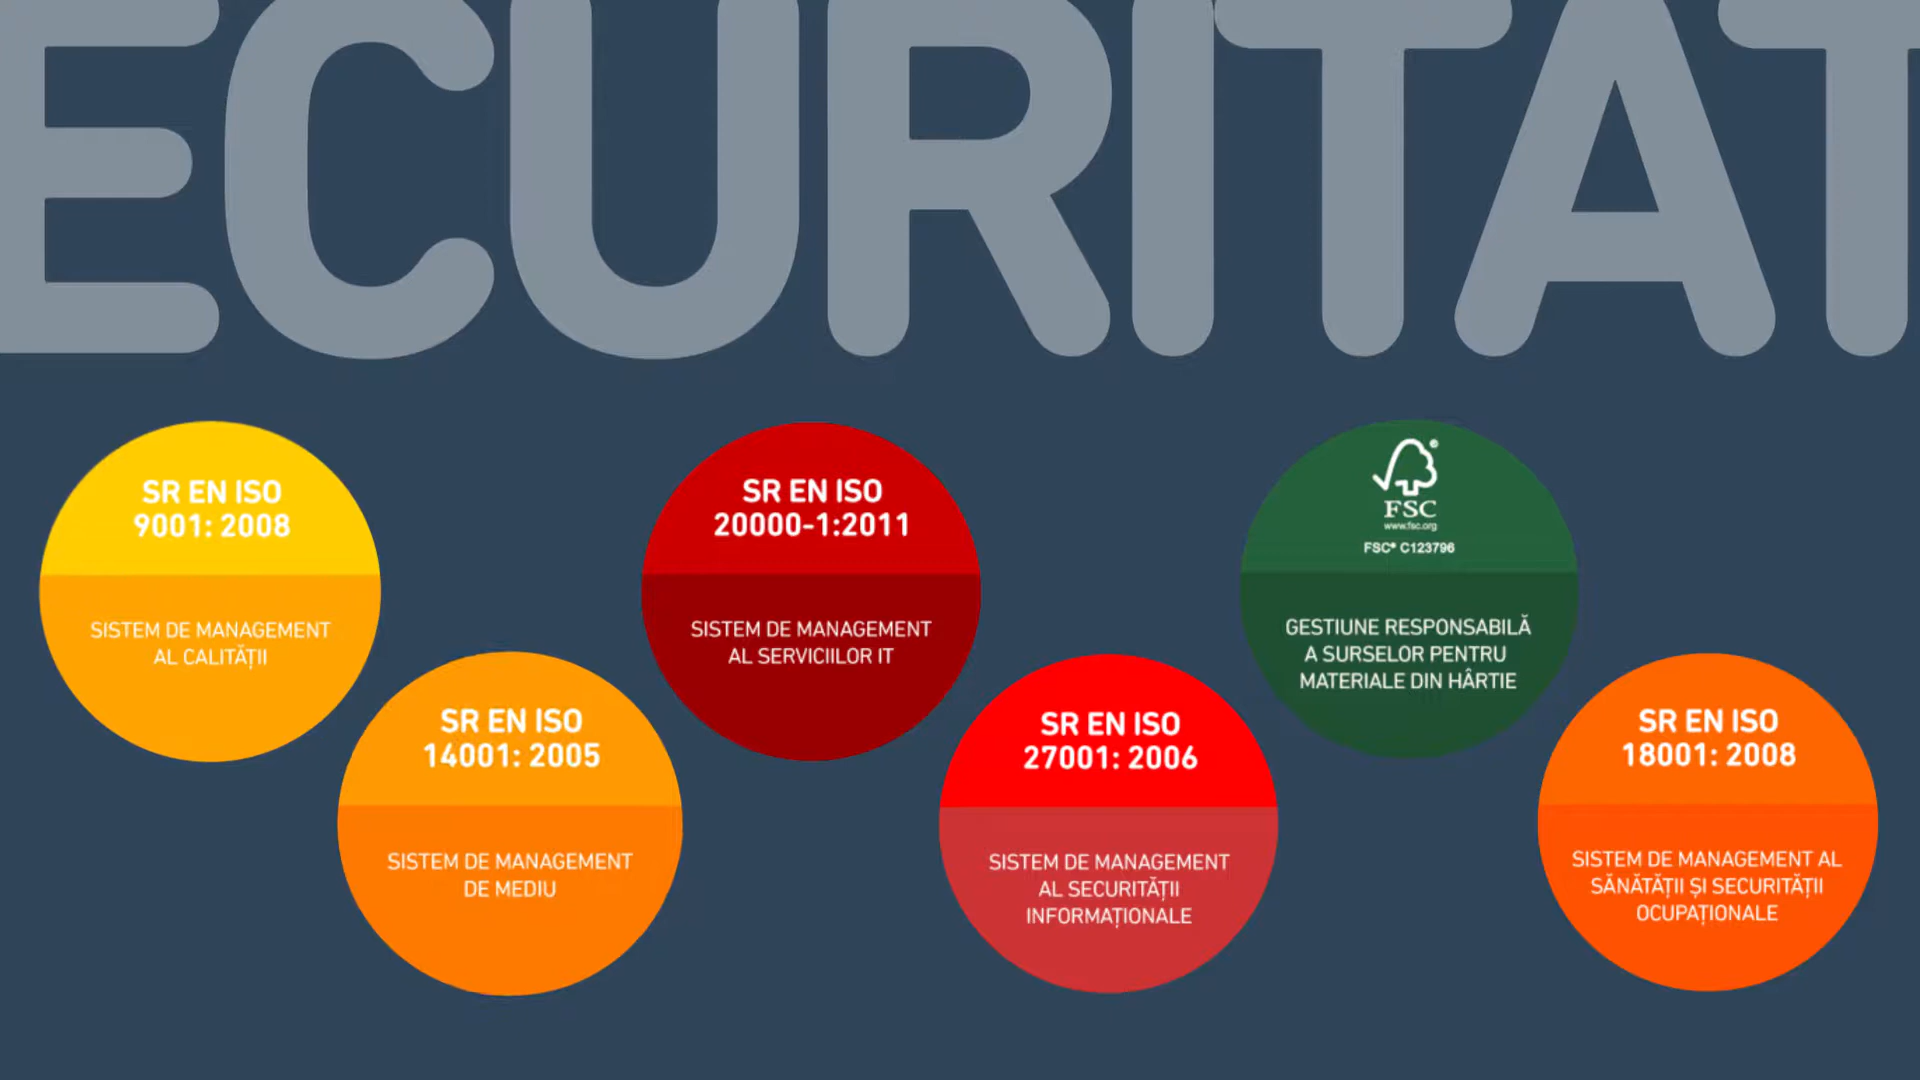 ECURITAT
SR EN ISO
9001: 2008
SISTEM DE MANAGEMENT
AL CALITĂȚII
SR EN ISO
14001: 2005
SISTEM DE MANAGEMENT
DE MEDIU
SR EN ISO
20000-1:2011
SISTEM DE MANAGEMENT
AL SERVICIILOR IT
SR EN ISO
27001: 2006
SISTEM DE MANAGEMENT
AL SECURITĂȚII
INFORMAȚIONALE
FSC
www.fsc.org
FSC® C123796
GESTIUNE RESPONSABILĂ
A SURSELOR PENTRU
MATERIALE DIN HÂRTIE
SR EN ISO
18001: 2008
SISTEM DE MANAGEMENT AL
SĂNĂTĂȚII ȘI SECURITĂȚII
OCUPAȚIONALE